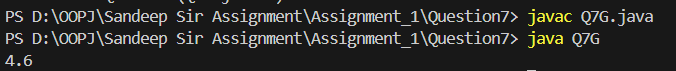 PS D:\OOPJ\Sandeep Sir Assignment\Assignment_1\Question7> javac Q7G.java
PS D:\OOPJ\Sandeep Sir Assignment\Assignment_1\Question7> java Q7G
4.6